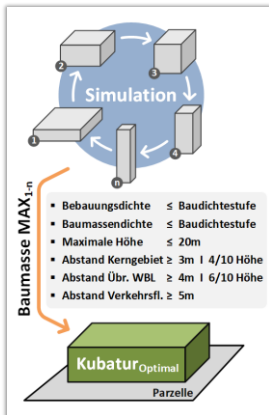 2
3
Simulation
1
4
n
Baumasse MAX1-n
▪ Bebauungsdichte ≤ Baudichtestufe
▪ Baumassendichte ≤ Baudichtestufe
▪ Maximale Höhe ≤ 20m
▪ Abstand Kerngebiet ≥ 3m I 4/10 Höhe
▪ Abstand Übr. WBL ≥ 4m I 6/10 Höhe
▪ Abstand Verkehrsfl. ≥ 5m
KubaturOptimal
Parzelle